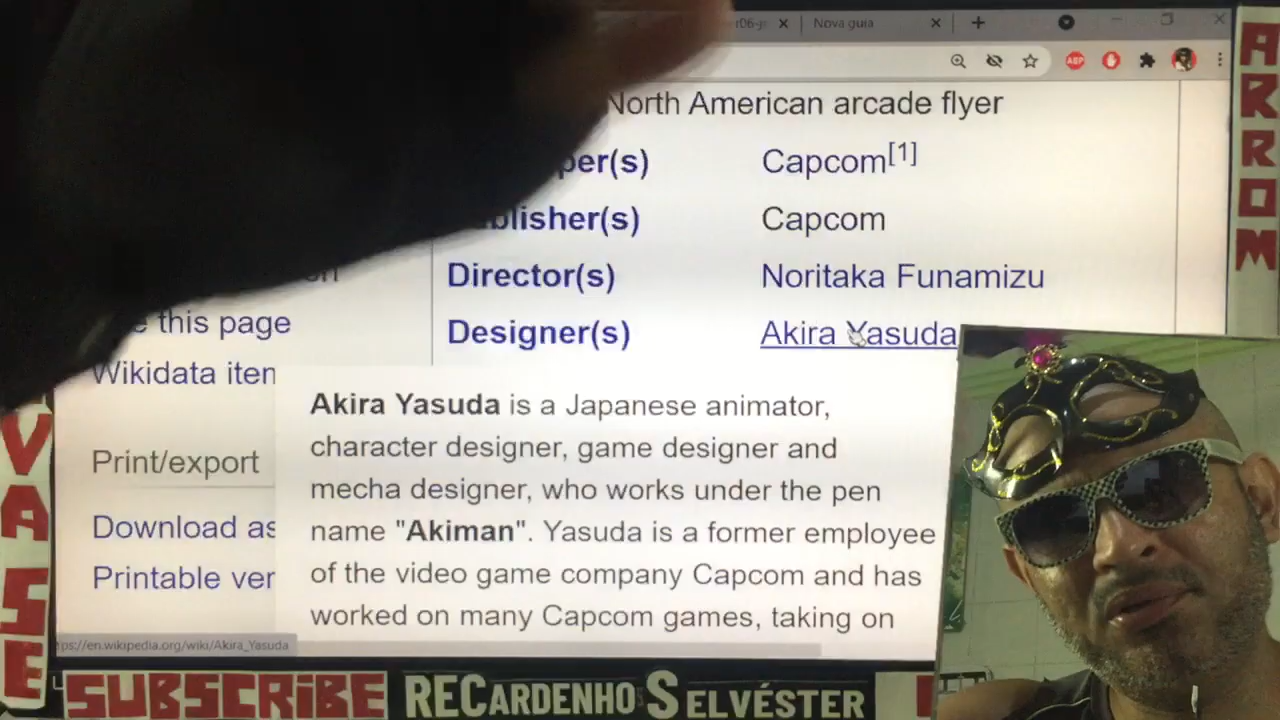 Nova guia
North American arcade flyer
per(s) Capcom[1]
blisher(s) Capcom
Director(s) Noritaka Funamizu
this page
Designer(s) Akira Yasuda
Wikidata iten
Akira Yasuda is a Japanese animator,
character designer, game designer and
mecha designer, who works under the pen
name "Akiman". Yasuda is a former employee
of the video game company Capcom and has
worked on many Capcom games, taking on
Print/export
Download as
Printable ver
ps://en.wikipedia.org/wiki/Akira_Yasuda
ABP
VASE
ARROM
SUBSCRIBE RECARDENHO SELVÉSTER